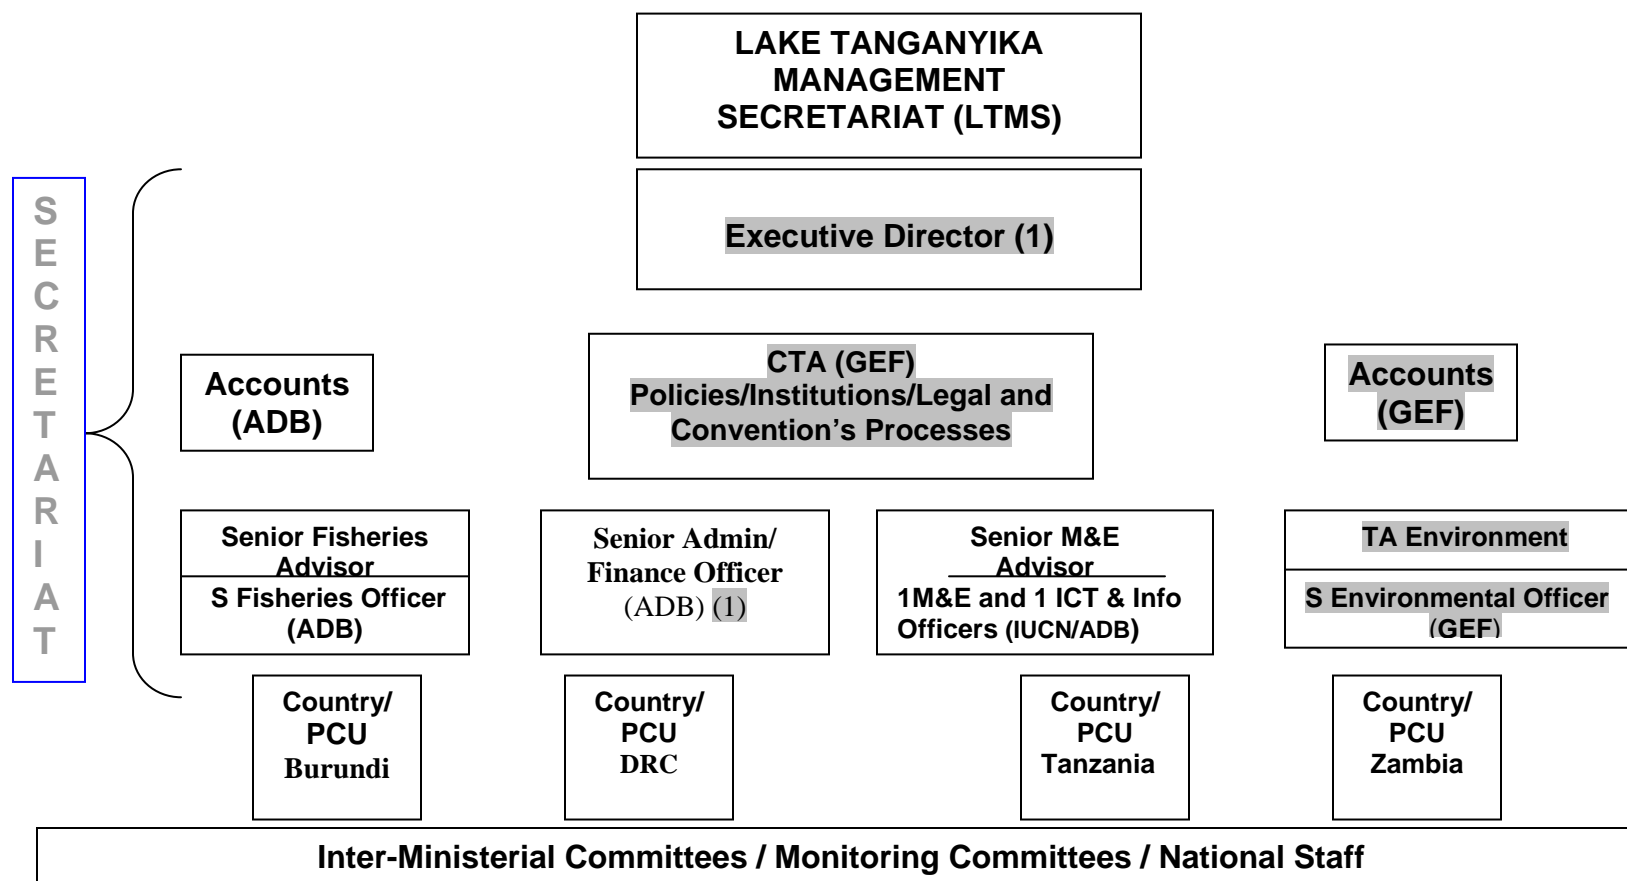 LAKE TANGANYIKA
MANAGEMENT
SECRETARIAT (LTMS)
SECRETARIAT
Executive Director (1)
Accounts
(ADB)
CTA (GEF)
Policies/Institutions/Legal and
Convention’s Processes
Accounts
(GEF)
Senior Fisheries
Advisor
S Fisheries Officer
(ADB)
Senior Admin/
Finance Officer
(ADB) (1)
Senior M&E
Advisor
1M&E and 1 ICT & Info
Officers (IUCN/ADB)
TA Environment
S Environmental Officer
(GEF)
Country/
PCU
Burundi
Country/
PCU
DRC
Country/
PCU
Tanzania
Country/
PCU
Zambia
Inter-Ministerial Committees / Monitoring Committees / National Staff